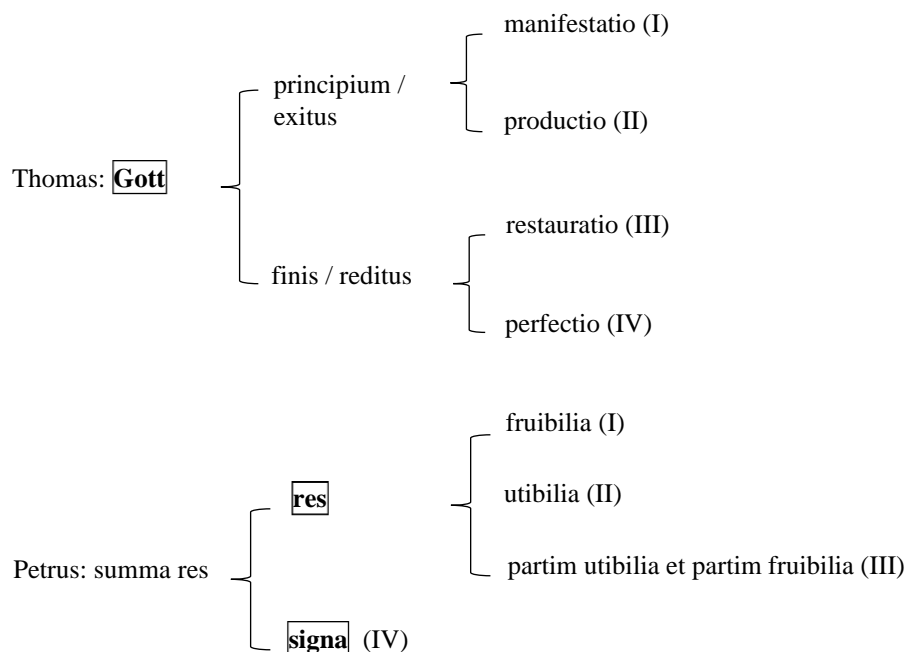 manifestatio (I)
principium /
exitus
productio (II)
Thomas: Gott
restauratio (III)
finis / reditus
perfectio (IV)
fruibilia (I)
res
utibilia (II)
Petrus: summa res
partim utibilia et partim fruibilia (III)
signa (IV)